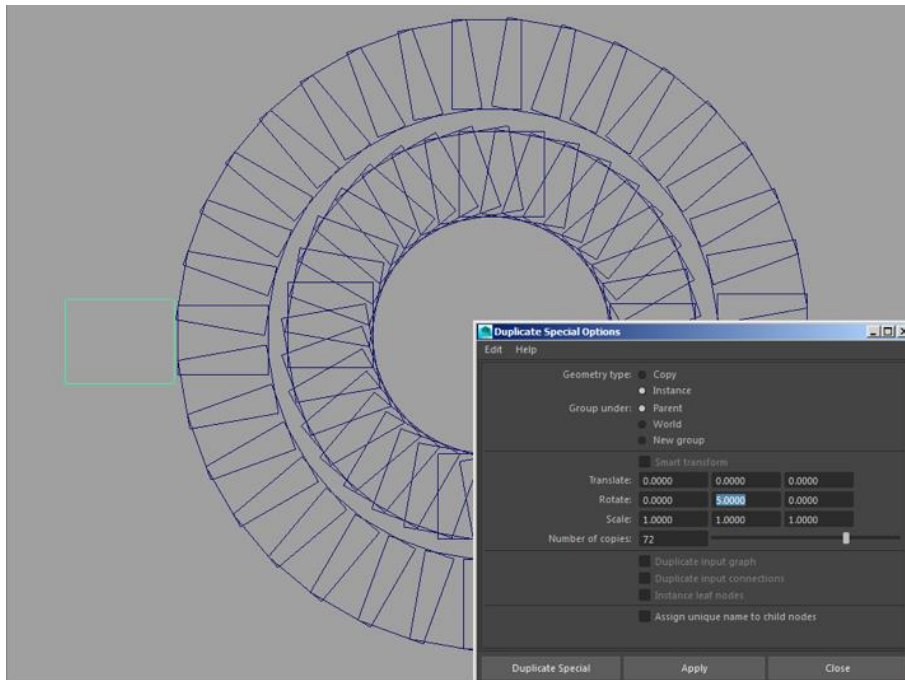 Duplicate Special Options
Edit Help
Geometry type: Copy
Instance
Group under: Parent
World
New group
Smart transform
Translate: 0.0000 0.0000 0.0000
Rotate: 0.0000 5.0000 0.0000
Scale: 1.0000 1.0000 1.0000
Number of copies: 72
Duplicate input graph
Duplicate input connections
Instance leaf nodes
Assign unique name to child nodes
Duplicate Special Apply Close